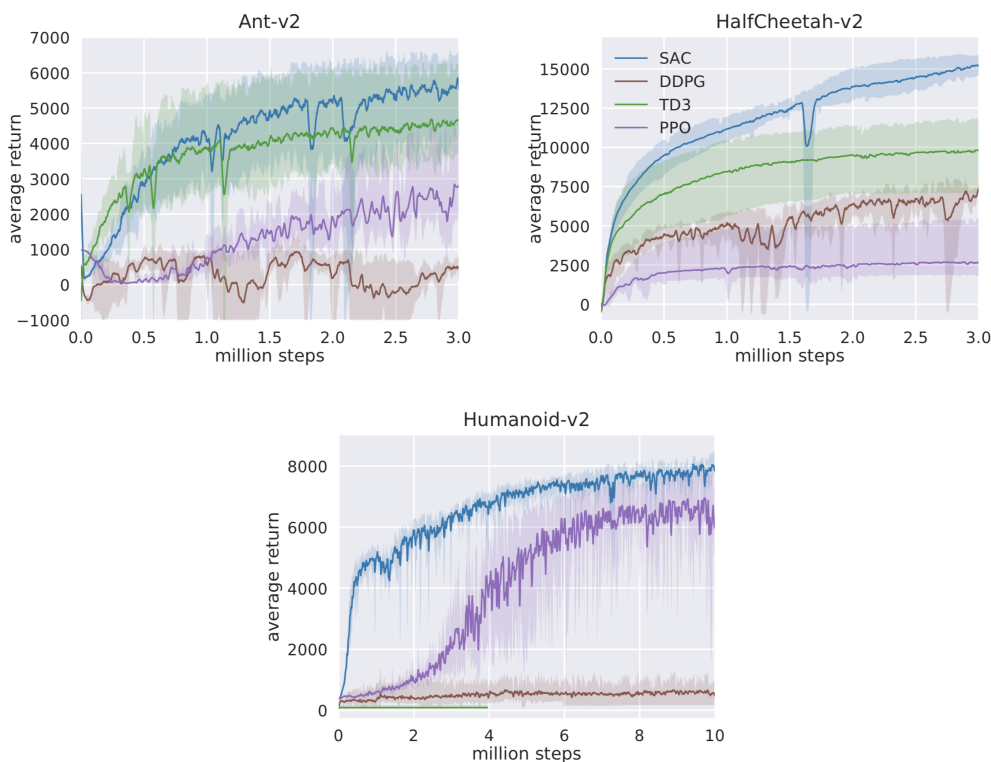 Ant-v2
7000
6000
5000
4000
3000
2000
1000
0
−1000
average return
0.0 0.5 1.0 1.5 2.0 2.5 3.0
million steps
HalfCheetah-v2
SAC
DDPG
TD3
PPO
15000
12500
10000
7500
5000
2500
0
average return
0.0 0.5 1.0 1.5 2.0 2.5 3.0
million steps
Humanoid-v2
8000
6000
4000
2000
0
average return
0 2 4 6 8 10
million steps